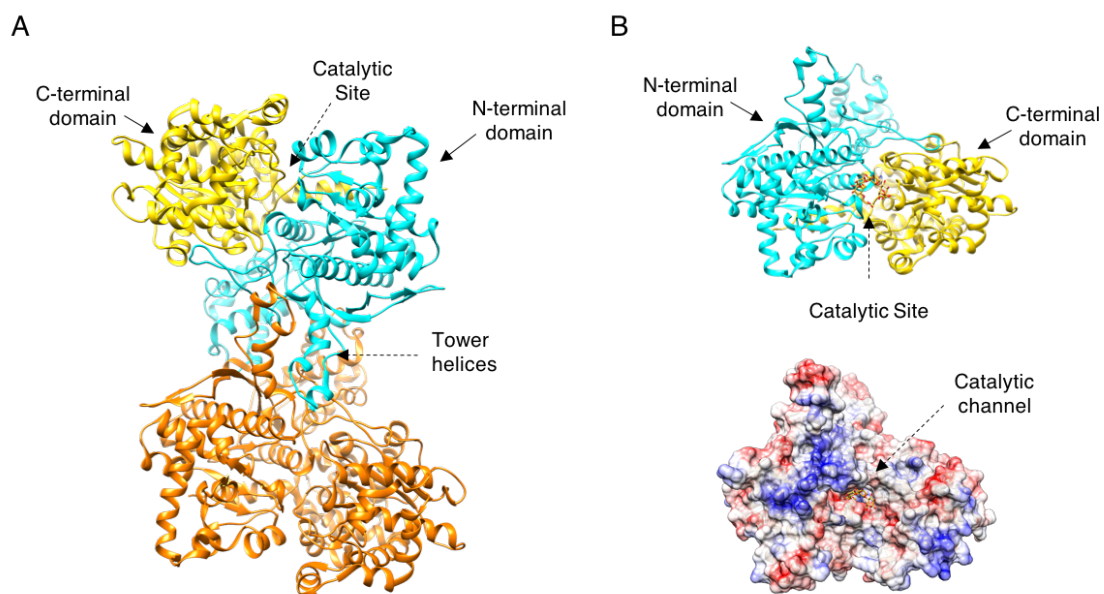 A
C-terminal
domain
Catalytic
Site
N-terminal
domain
Tower
helices
B
N-terminal
domain
C-terminal
domain
Catalytic Site
Catalytic
channel